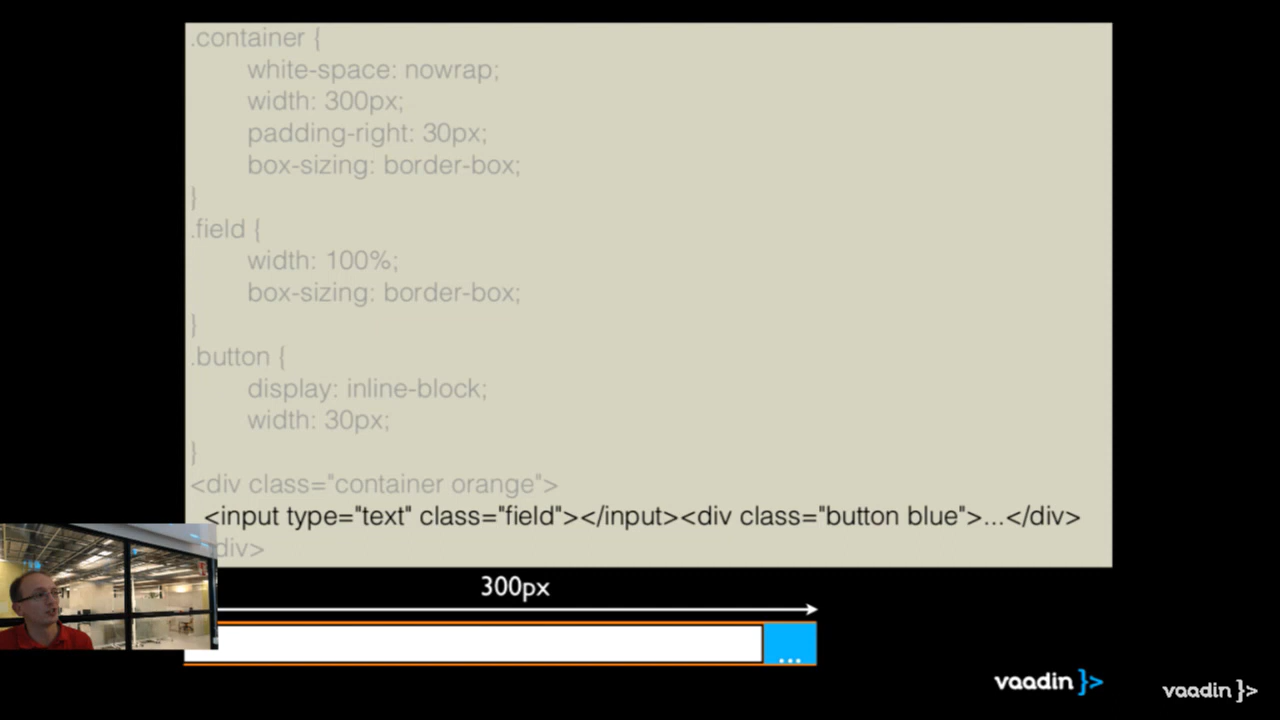 .container {
white-space: nowrap;
width: 300px;
padding-right: 30px;
box-sizing: border-box;
}
.field {
width: 100%;
box-sizing: border-box;
}
.button {
display: inline-block;
width: 30px;
}
<div class="container orange">
<input type="text" class="field"></input><div class="button blue">...</div>
div>
300px
...
vaadin }>
vaadin }>